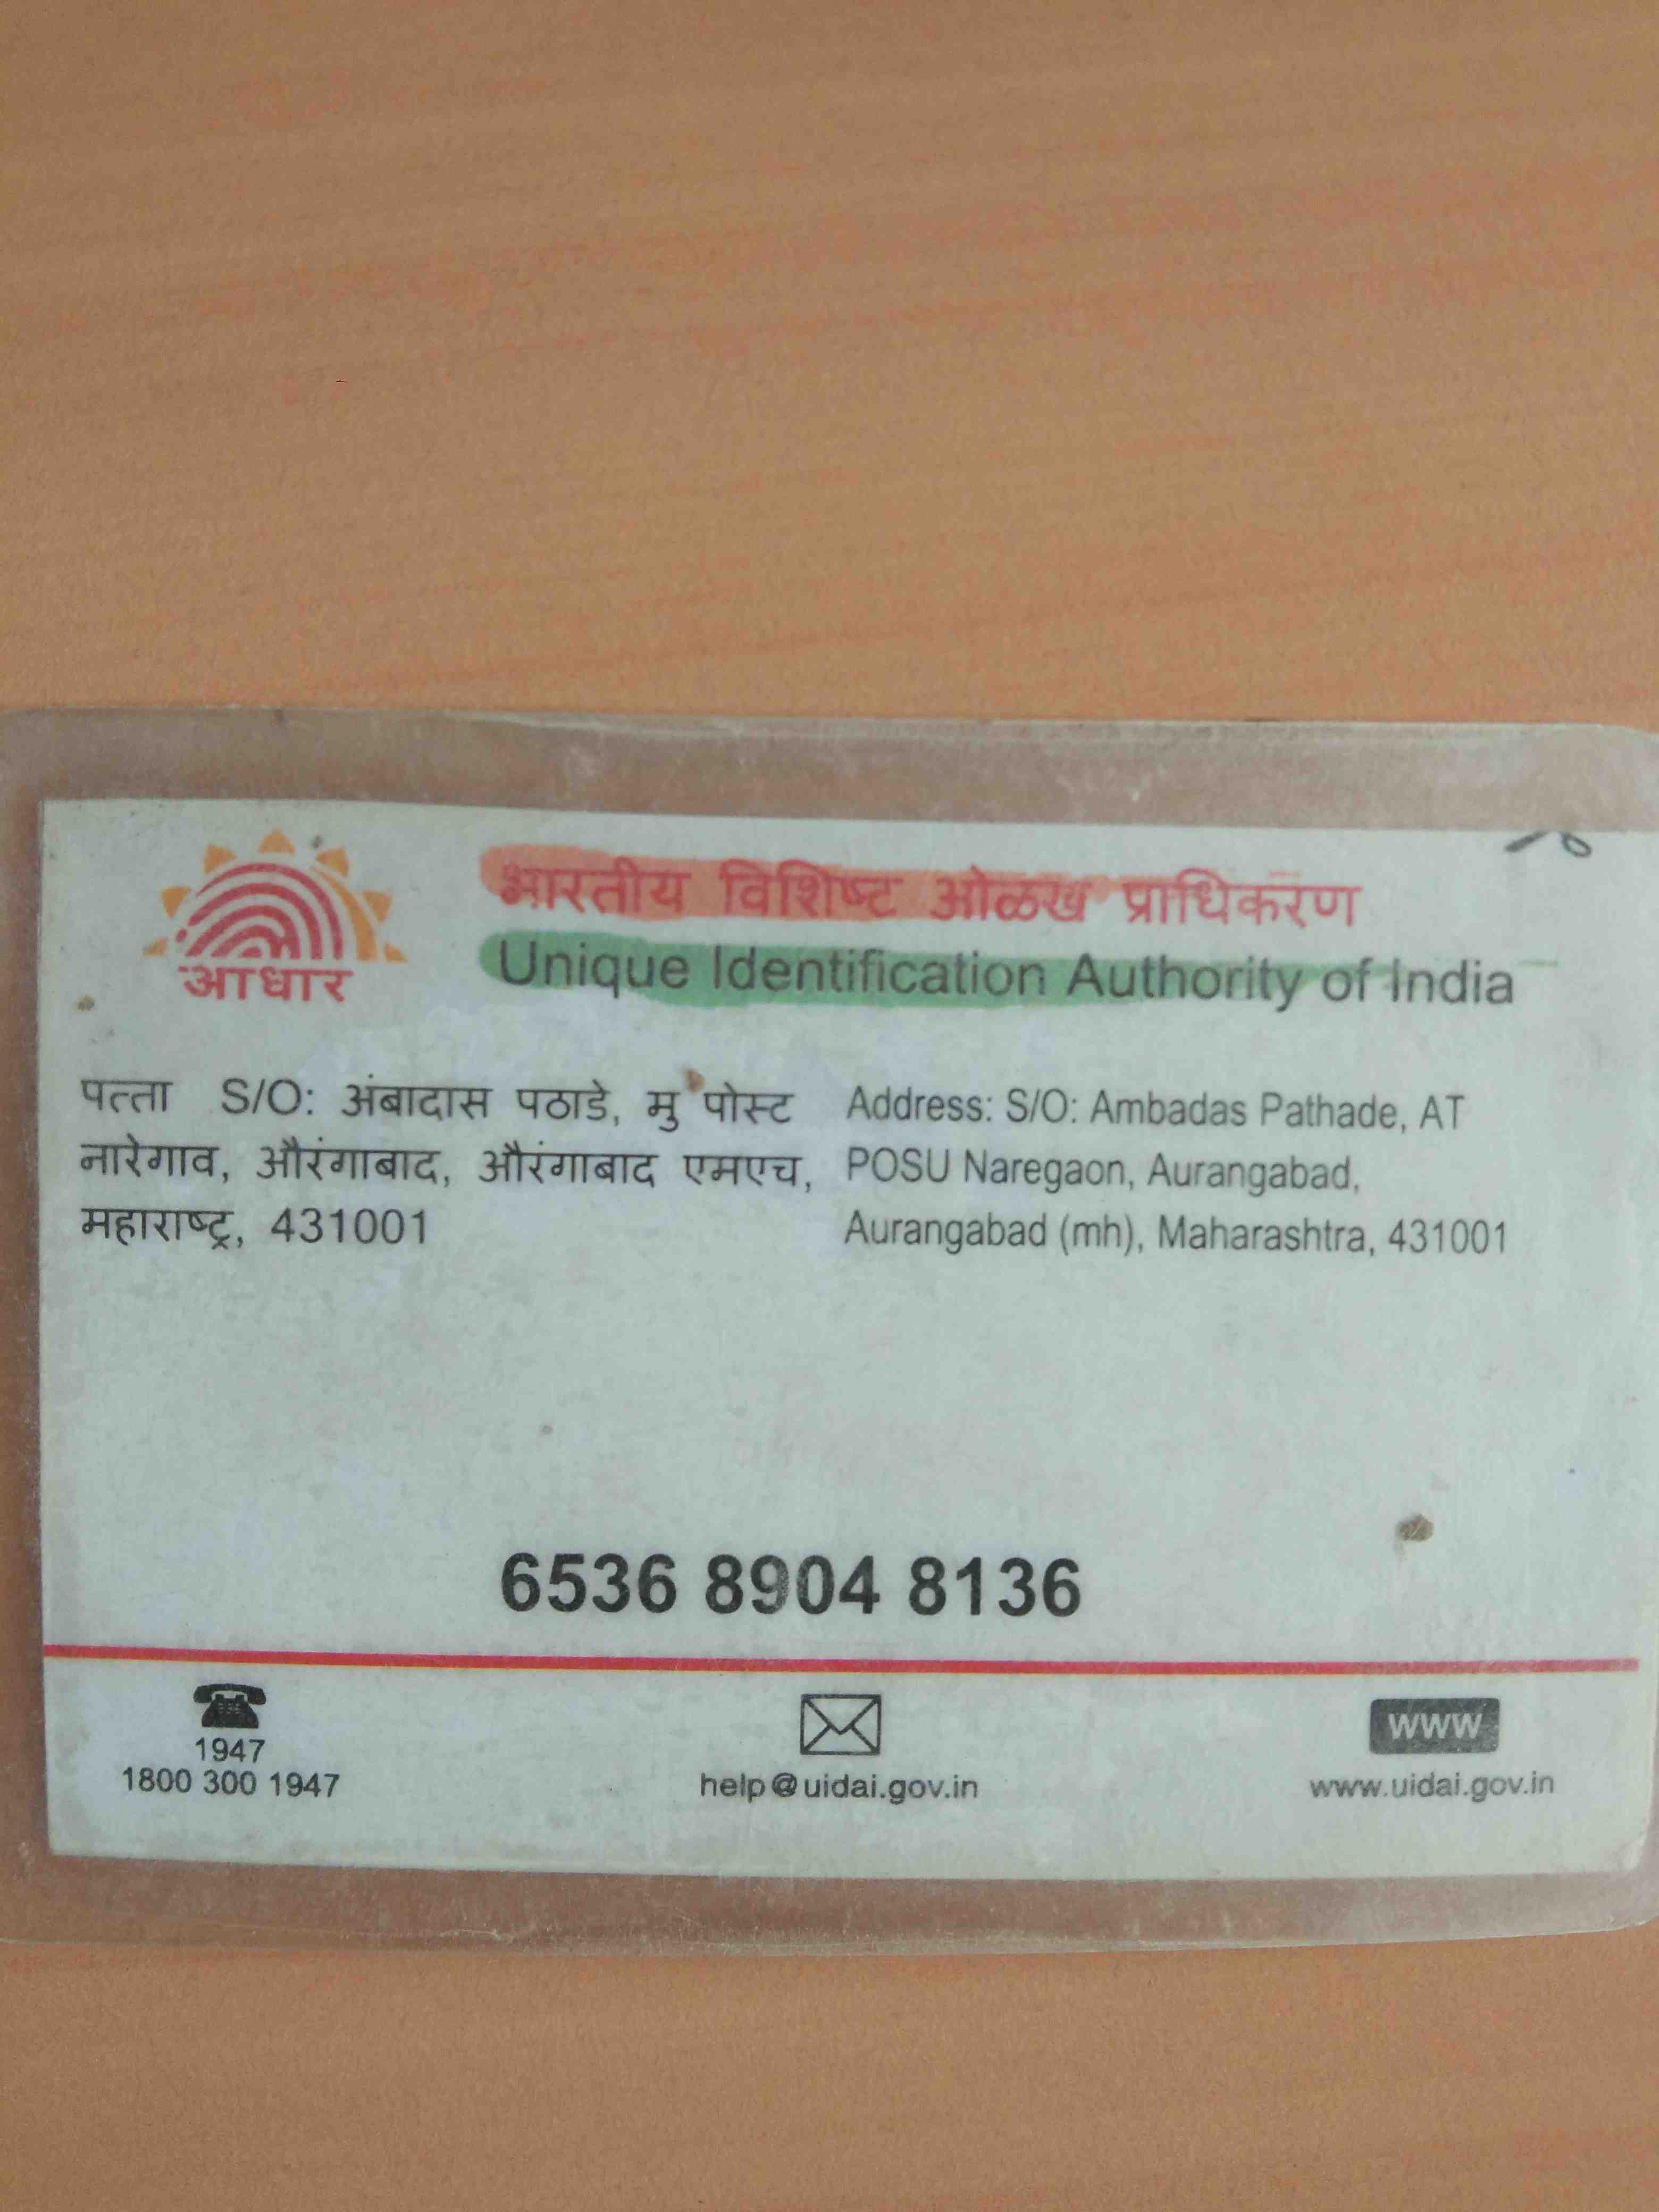 आधार
भारतीय विशिष्ट ओळख प्राधिकरण
Unique Identification Authority of India
पत्ता S/O: अंबादास पठाडे, मु पोस्ट
नारेगाव, औरंगाबाद, औरंगाबाद एमएच,
महाराष्ट्र, 431001
Address: S/O: Ambadas Pathade, AT
POSU Naregaon, Aurangabad,
Aurangabad (mh), Maharashtra, 431001
6536 8904 8136
1947
1800 300 1947
help@uidai.gov.in
WWW
www.uidai.gov.in